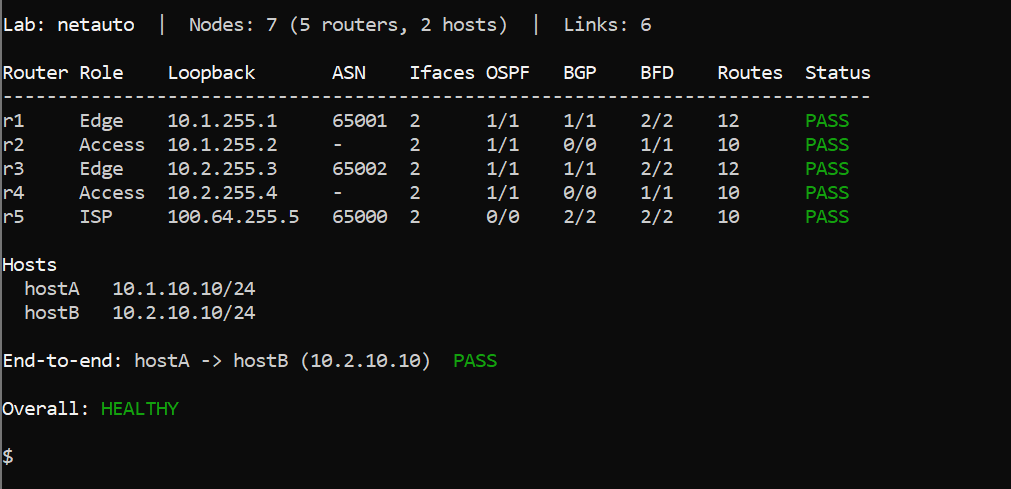 Lab: netauto  |  Nodes: 7 (5 routers, 2 hosts)  |  Links: 6
Router Role    Loopback       ASN    Ifaces OSPF   BGP    BFD    Routes  Status
-------------------------------------------------------------------------------
r1     Edge    10.1.255.1     65001  2      1/1    1/1    2/2    12      PASS
r2     Access  10.1.255.2     -      2      1/1    0/0    1/1    10      PASS
r3     Edge    10.2.255.3     65002  2      1/1    1/1    2/2    12      PASS
r4     Access  10.2.255.4     -      2      1/1    0/0    1/1    10      PASS
r5     ISP     100.64.255.5   65000  2      0/0    2/2    2/2    10      PASS
Hosts
  hostA   10.1.10.10/24
  hostB   10.2.10.10/24
End-to-end: hostA -> hostB (10.2.10.10)  PASS
Overall: HEALTHY
$